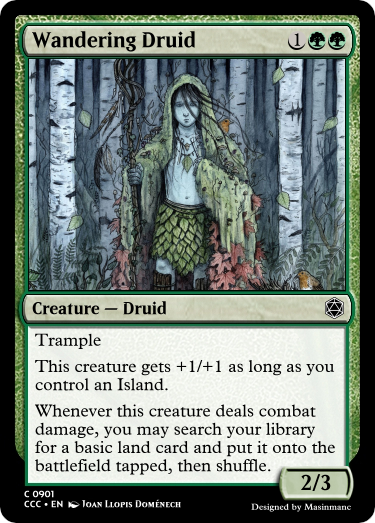 Wandering Druid 1
Creature — Druid
Trample
This creature gets +1/+1 as long as you
control an Island.
Whenever this creature deals combat
damage, you may search your library
for a basic land card and put it onto the
battlefield tapped, then shuffle.
2/3
C 0901
CCC • EN Joan Llopis Doménech
Designed by Masinmanc